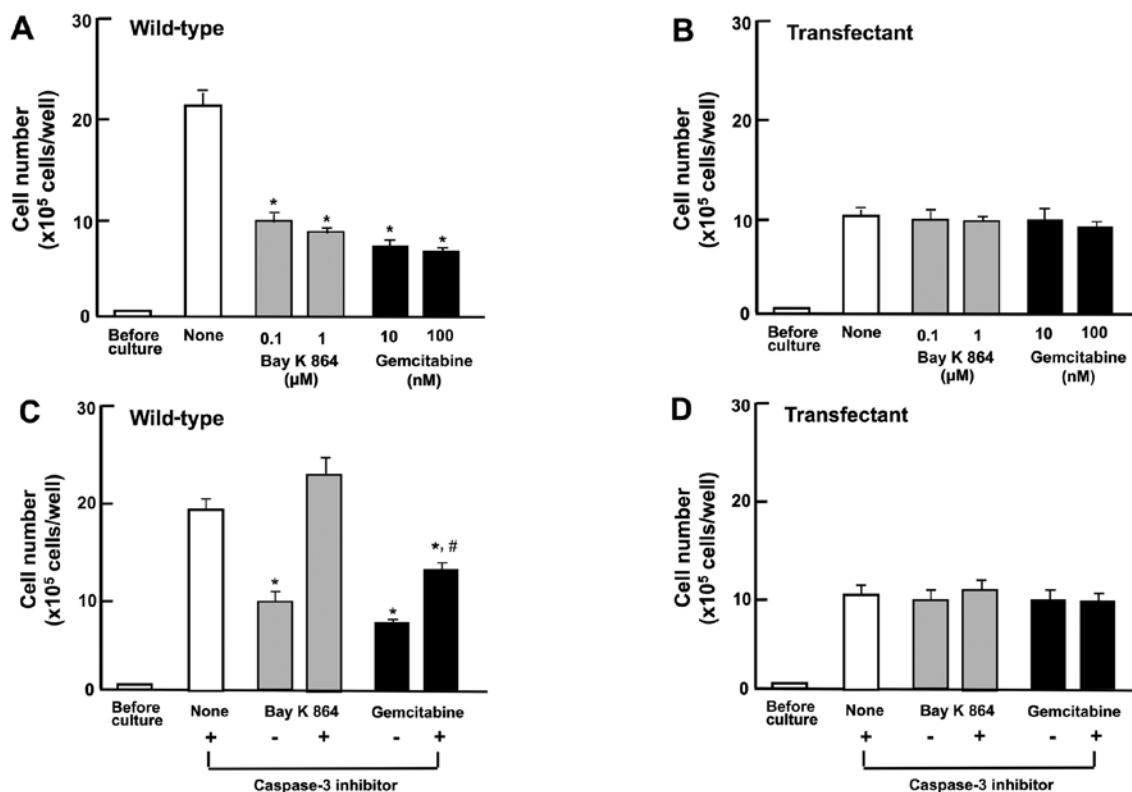 A Wild-type
30
20
10
0
Cell number
(x10⁵ cells/well)
*
*
*
*
Before
culture
None
0.1 1
Bay K 864
(μM)
10 100
Gemcitabine
(nM)
B Transfectant
30
20
10
0
Cell number
(x10⁵ cells/well)
Before
culture
None
0.1 1
Bay K 864
(μM)
10 100
Gemcitabine
(nM)
C Wild-type
30
20
10
0
Cell number
(x10⁵ cells/well)
*
*
*, #
Before
culture
None Bay K 864 Gemcitabine
+ - + - +
Caspase-3 inhibitor
D Transfectant
30
20
10
0
Cell number
(x10⁵ cells/well)
Before
culture
None Bay K 864 Gemcitabine
+ - + - +
Caspase-3 inhibitor